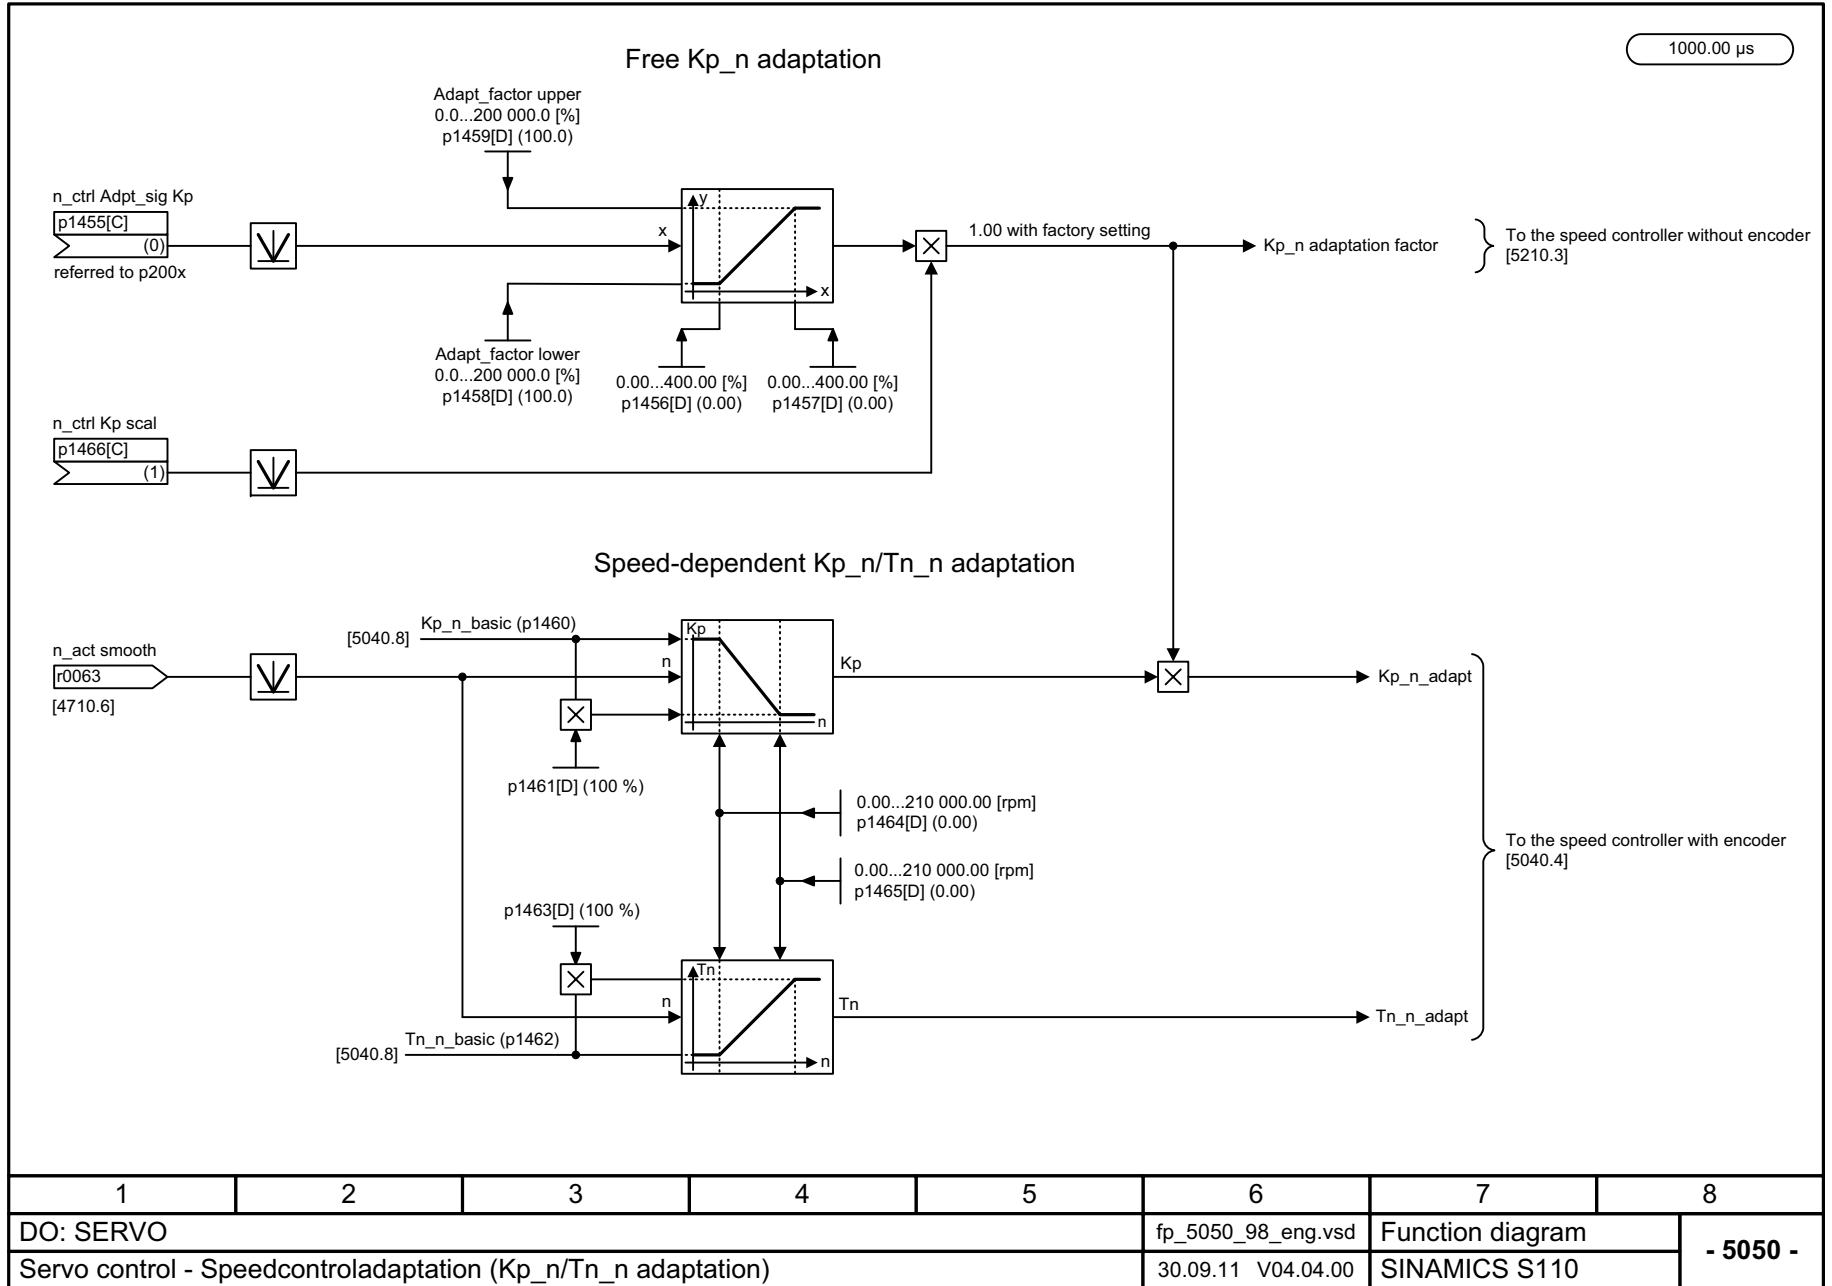 Free Kp_n adaptation
1000.00 µs
Adapt_factor upper
0.0...200 000.0 [%]
p1459[D] (100.0)
n_ctrl Adpt_sig Kp
p1455[C]
(0)
referred to p200x
y
x
x
1.00 with factory setting
Kp_n adaptation factor
To the speed controller without encoder
[5210.3]
Adapt_factor lower
0.0...200 000.0 [%]
p1458[D] (100.0)
0.00...400.00 [%]
p1456[D] (0.00)
0.00...400.00 [%]
p1457[D] (0.00)
n_ctrl Kp scal
p1466[C]
(1)
Speed-dependent Kp_n/Tn_n adaptation
[5040.8]
Kp_n_basic (p1460)
n_act smooth
r0063
[4710.6]
Kp
n
n
Kp
Kp_n_adapt
p1461[D] (100 %)
0.00...210 000.00 [rpm]
p1464[D] (0.00)
0.00...210 000.00 [rpm]
p1465[D] (0.00)
To the speed controller with encoder
[5040.4]
p1463[D] (100 %)
Tn
n
n
Tn
Tn_n_adapt
[5040.8]
Tn_n_basic (p1462)
1 2 3 4 5 6 7 8
DO: SERVO
fp_5050_98_eng.vsd
Function diagram
- 5050 -
Servo control - Speedcontroladaptation (Kp_n/Tn_n adaptation)
30.09.11 V04.04.00
SINAMICS S110